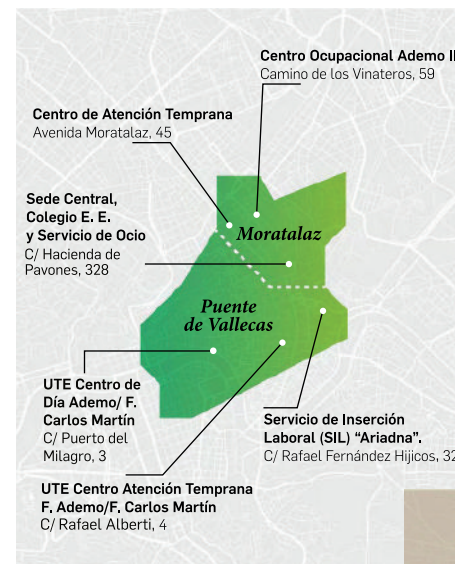 Centro Ocupacional Ademo II
Camino de los Vinateros, 59
Centro de Atención Temprana
Avenida Moratalaz, 45
Sede Central,
Colegio E. E.
y Servicio de Ocio
C/ Hacienda de
Pavones, 328
Moratalaz
Puente
de Vallecas
UTE Centro de
Día Ademo/ F.
Carlos Martín
C/ Puerto del
Milagro, 3
Servicio de Inserción
Laboral (SIL) “Ariadna”.
C/ Rafael Fernández Hijicos, 32
UTE Centro Atención Temprana
F. Ademo/F. Carlos Martín
C/ Rafael Alberti, 4